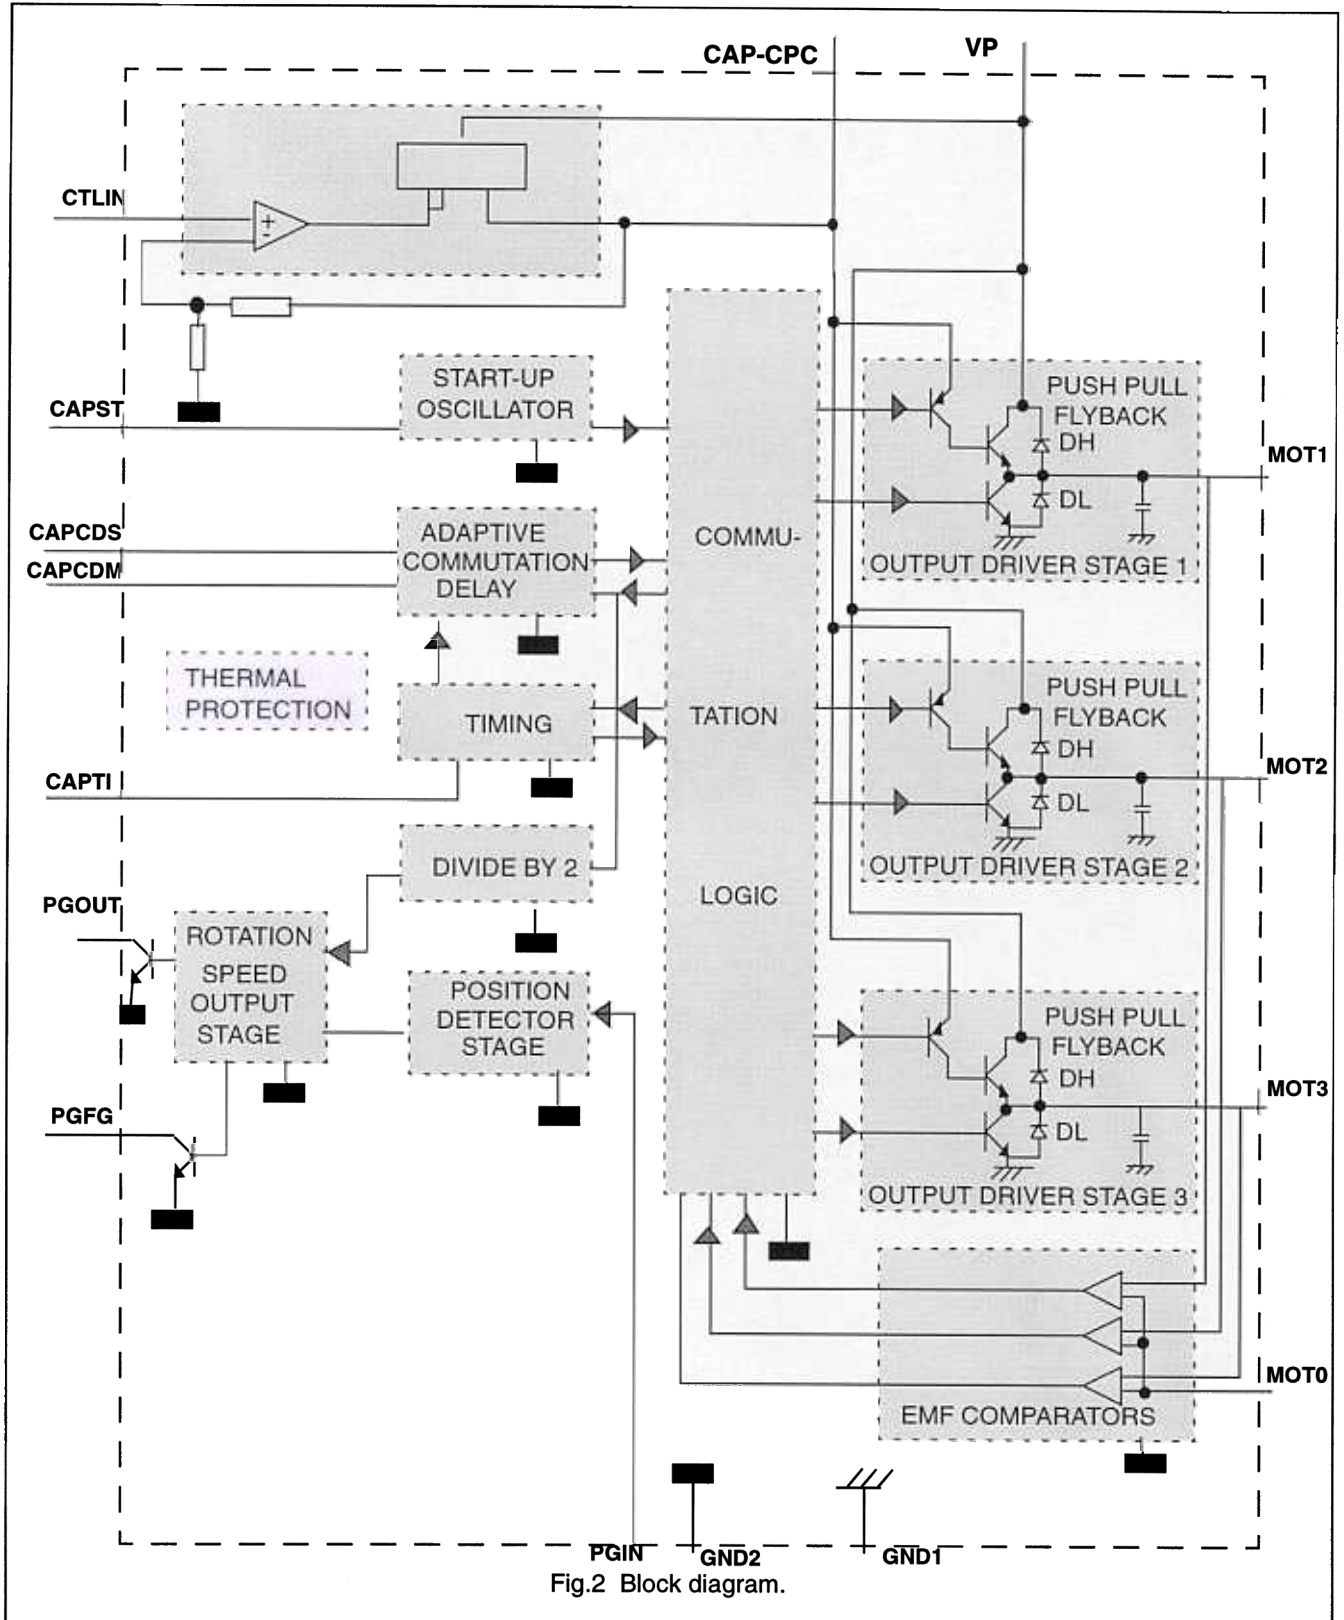 CAP-CPC
VP
CTLIN
+
-
START-UP
OSCILLATOR
CAPST
PUSH PULL
FLYBACK
DH
MOT1
DL
OUTPUT DRIVER STAGE 1
CAPCDS
CAPCDM
ADAPTIVE
COMMUTATION
DELAY
COMMU-
TATION
LOGIC
THERMAL
PROTECTION
TIMING
PUSH PULL
FLYBACK
DH
MOT2
DL
OUTPUT DRIVER STAGE 2
CAPTI
DIVIDE BY 2
PGOUT
ROTATION
SPEED
OUTPUT
STAGE
POSITION
DETECTOR
STAGE
PUSH PULL
FLYBACK
DH
MOT3
DL
OUTPUT DRIVER STAGE 3
PGFG
MOT0
EMF COMPARATORS
PGIN
GND2
GND1
Fig.2 Block diagram.